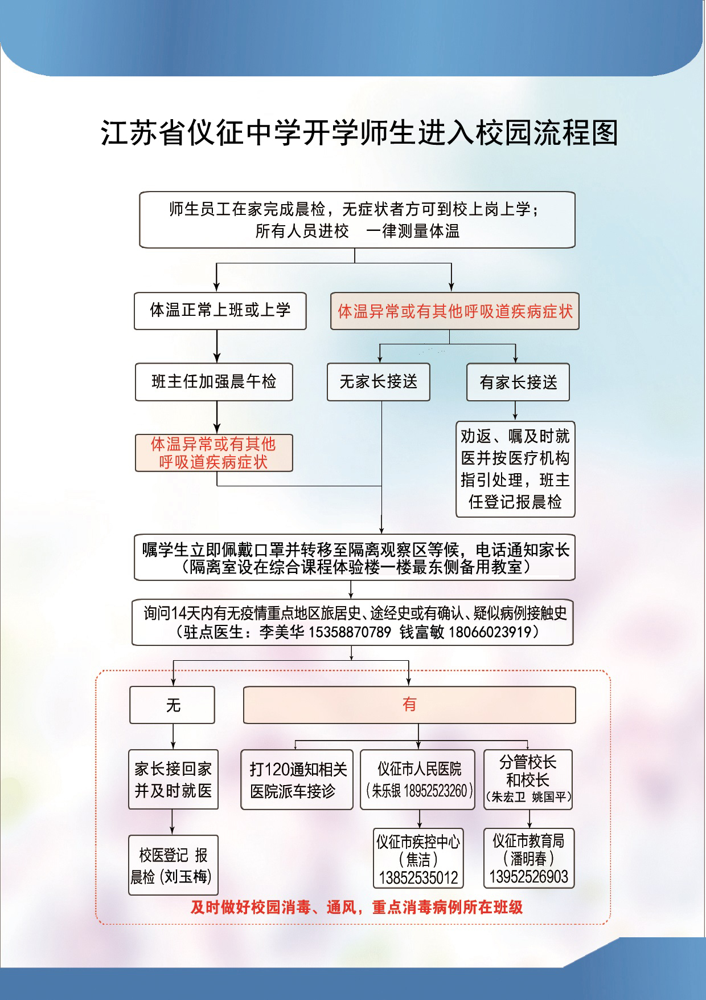 江苏省仪征中学开学师生进入校园流程图
师生员工在家完成晨检，无症状者方可到校上岗上学；
所有人员进校　一律测量体温
体温正常上班或上学
体温异常或有其他呼吸道疾病症状
班主任加强晨午检
无家长接送
有家长接送
体温异常或有其他
呼吸道疾病症状
劝返、嘱及时就
医并按医疗机构
指引处理，班主
任登记报晨检
嘱学生立即佩戴口罩并转移至隔离观察区等候，电话通知家长
（隔离室设在综合课程体验楼一楼最东侧备用教室）
询问14天内有无疫情重点地区旅居史、途经史或有确认、疑似病例接触史
（驻点医生：李美华 15358870789 钱富敏 18066023919）
无
有
家长接回家
并及时就医
打120通知相关
医院派车接诊
仪征市人民医院
（朱乐银 18952523260）
分管校长
和校长
（朱宏卫 姚国平）
校医登记 报
晨检（刘玉梅）
仪征市疾控中心
（焦洁）
13852535012
仪征市教育局
（潘明春）
13952526903
及时做好校园消毒、通风，重点消毒病例所在班级